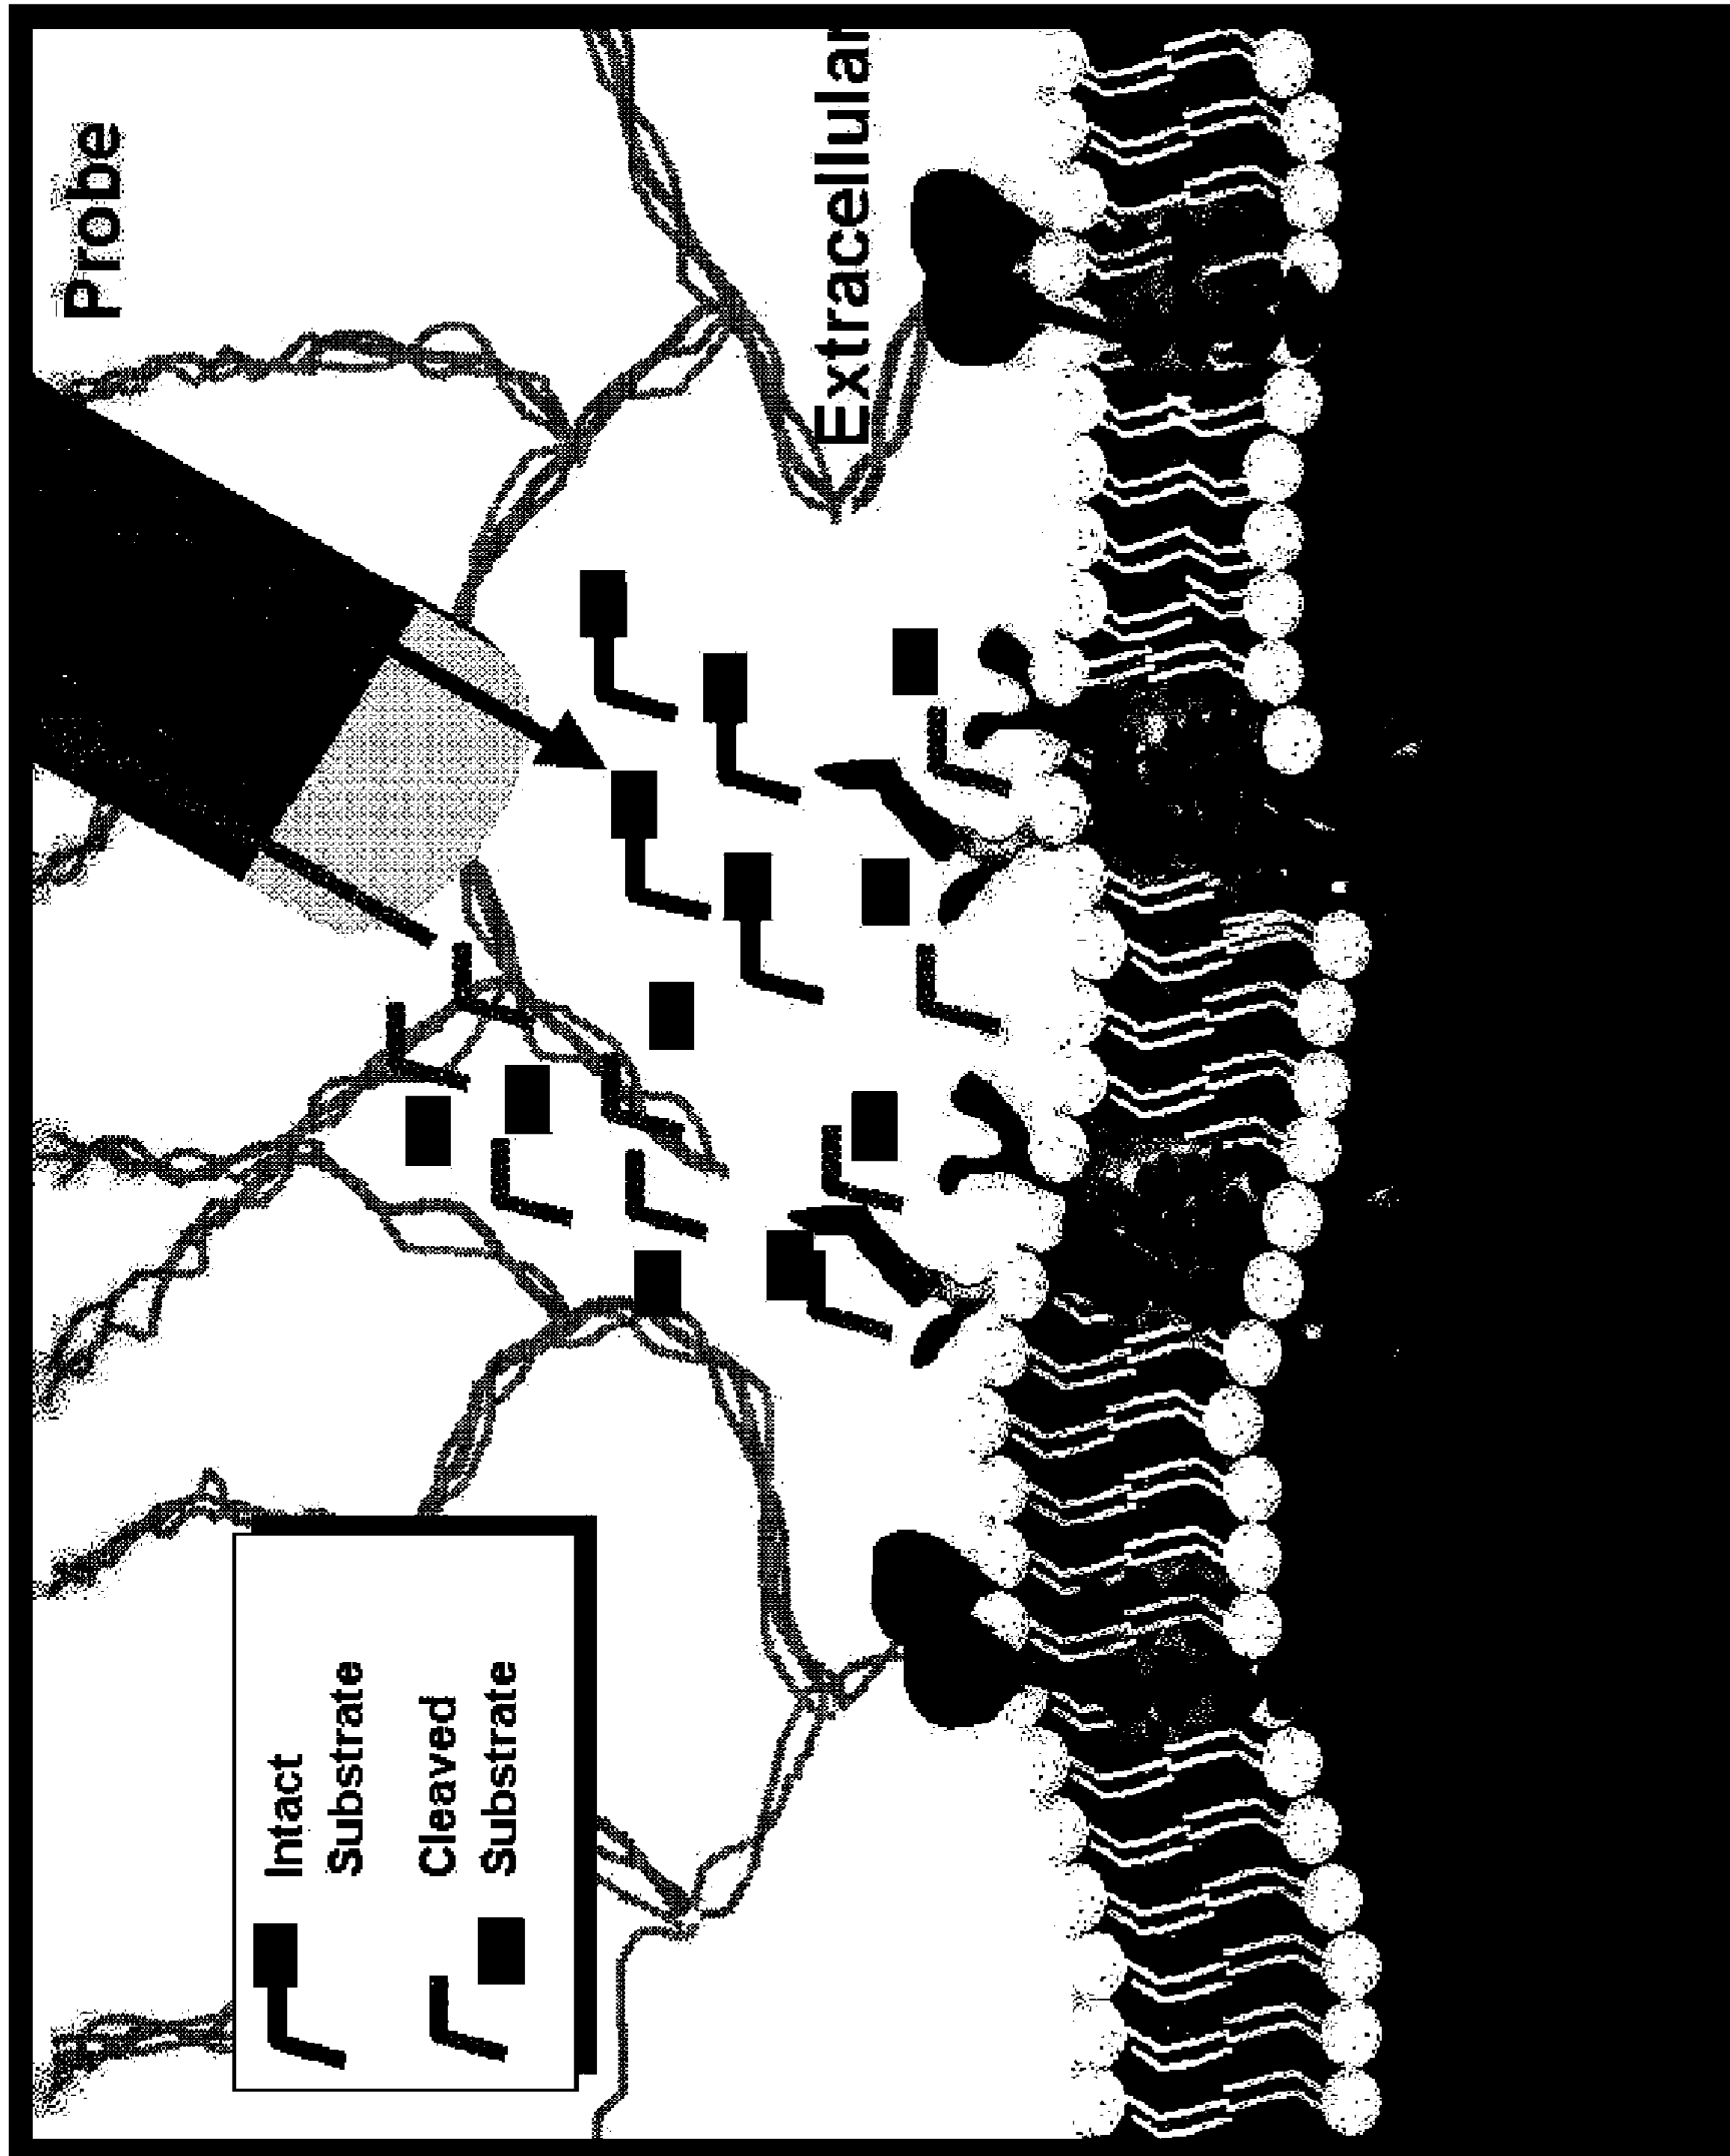 Probe
Extracellular
Intact
Substrate
Cleaved
Substrate